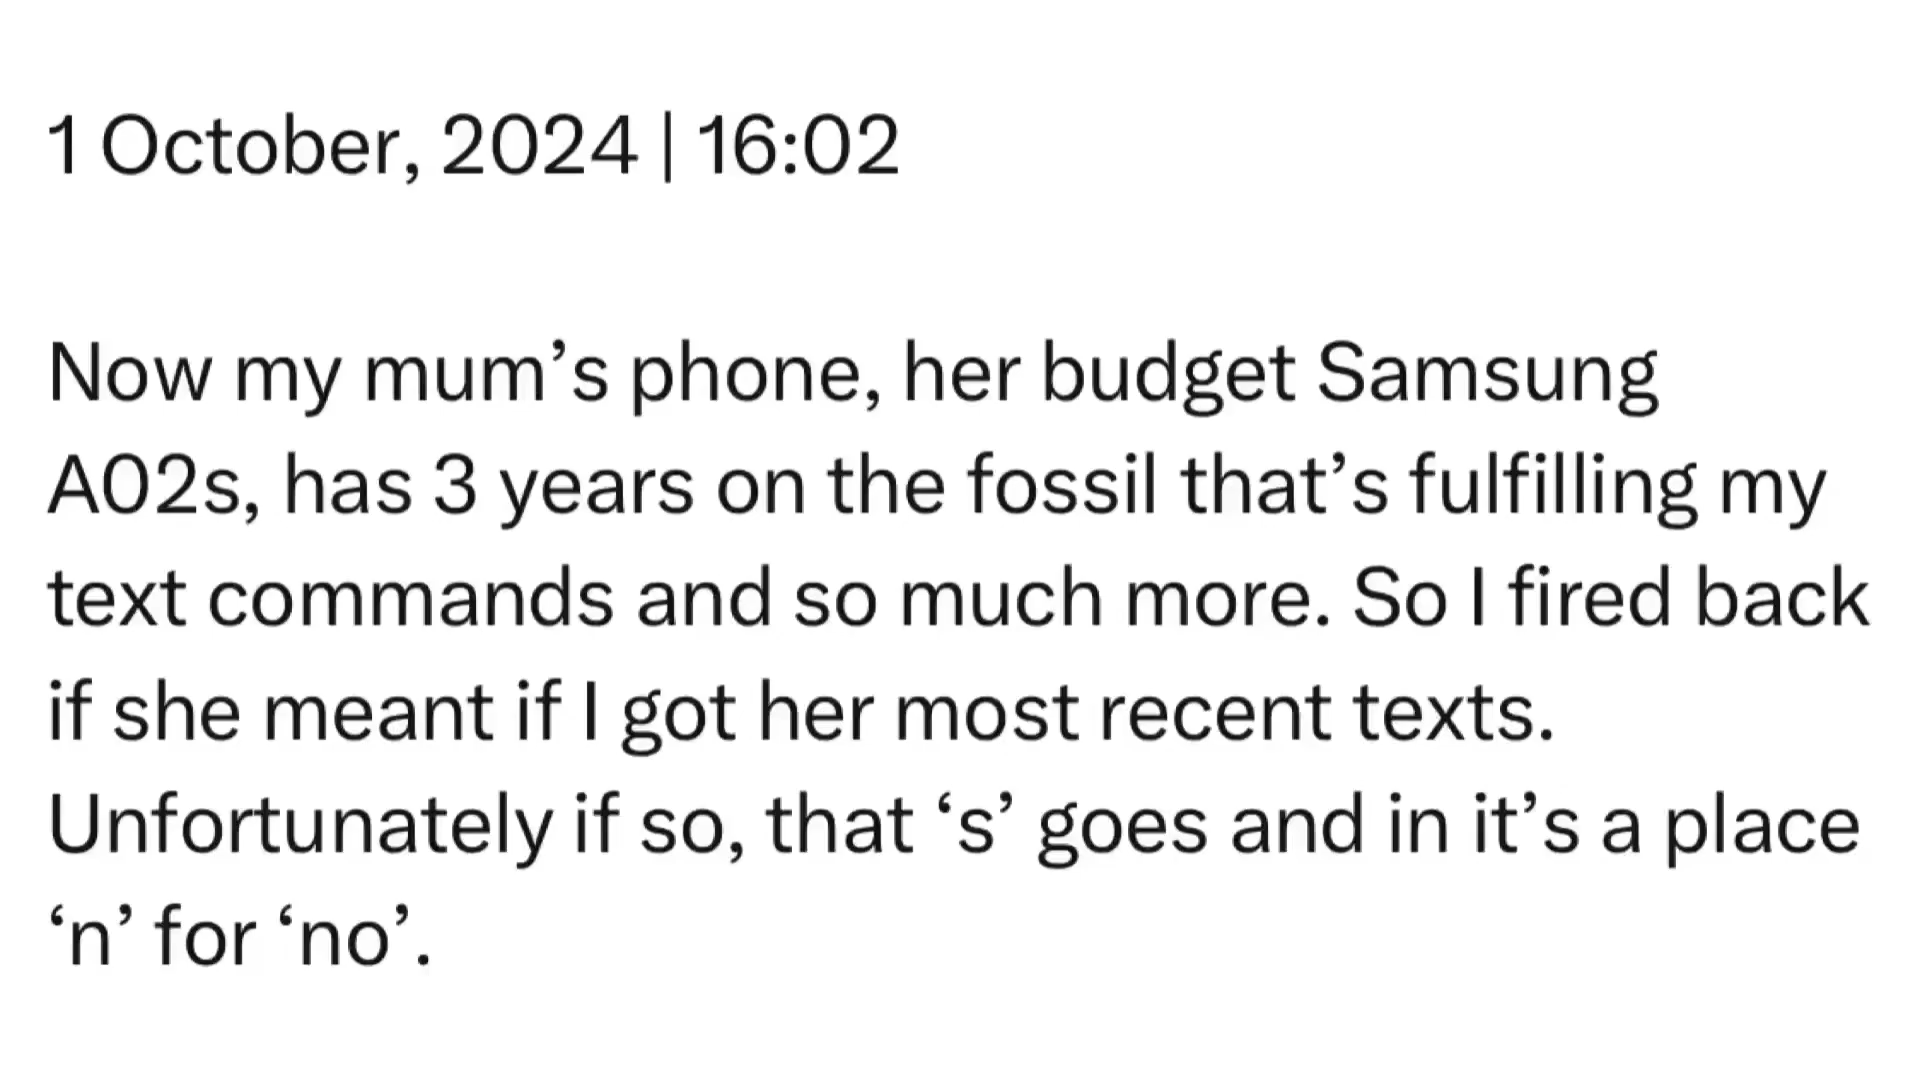 1 October, 2024 | 16:02
Now my mum’s phone, her budget Samsung
A02s, has 3 years on the fossil that’s fulfilling my
text commands and so much more. So I fired back
if she meant if I got her most recent texts.
Unfortunately if so, that ‘s’ goes and in it’s a place
‘n’ for ‘no’.